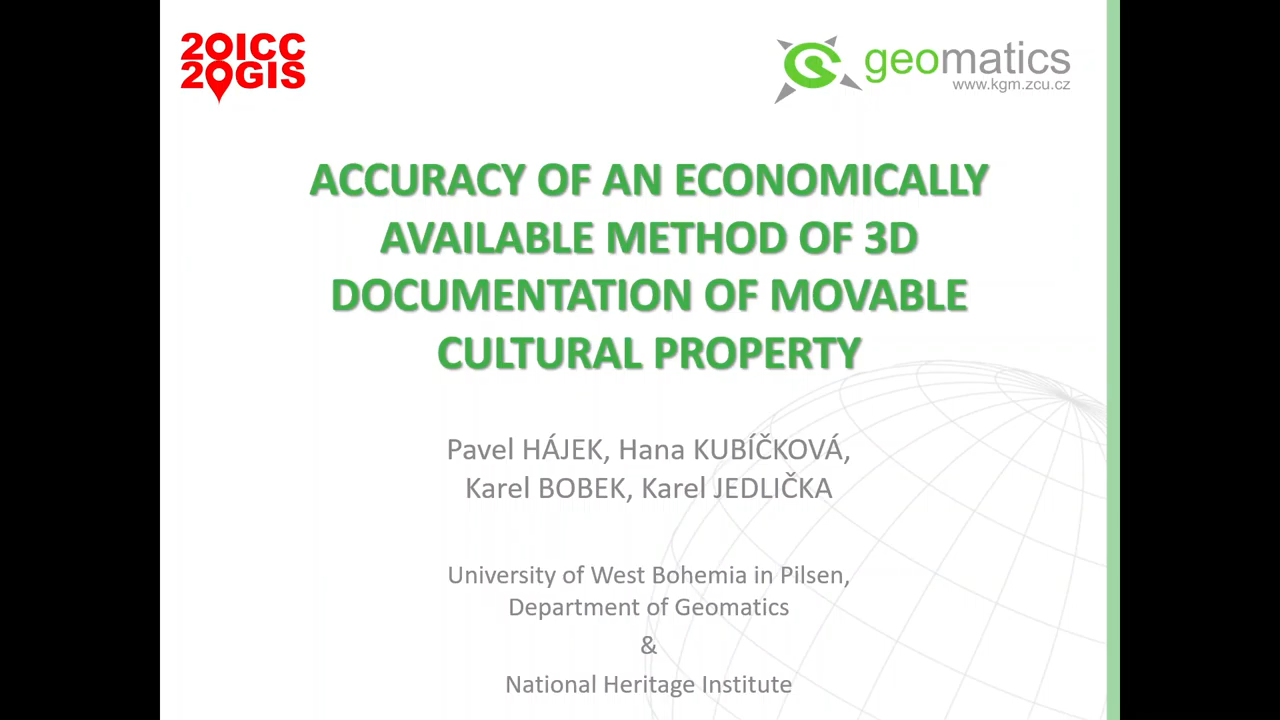 20ICC
20GIS
geomatics
www.kgm.zcu.cz
ACCURACY OF AN ECONOMICALLY
AVAILABLE METHOD OF 3D
DOCUMENTATION OF MOVABLE
CULTURAL PROPERTY
Pavel HÁJEK, Hana KUBÍČKOVÁ,
Karel BOBEK, Karel JEDLIČKA
University of West Bohemia in Pilsen,
Department of Geomatics
&
National Heritage Institute